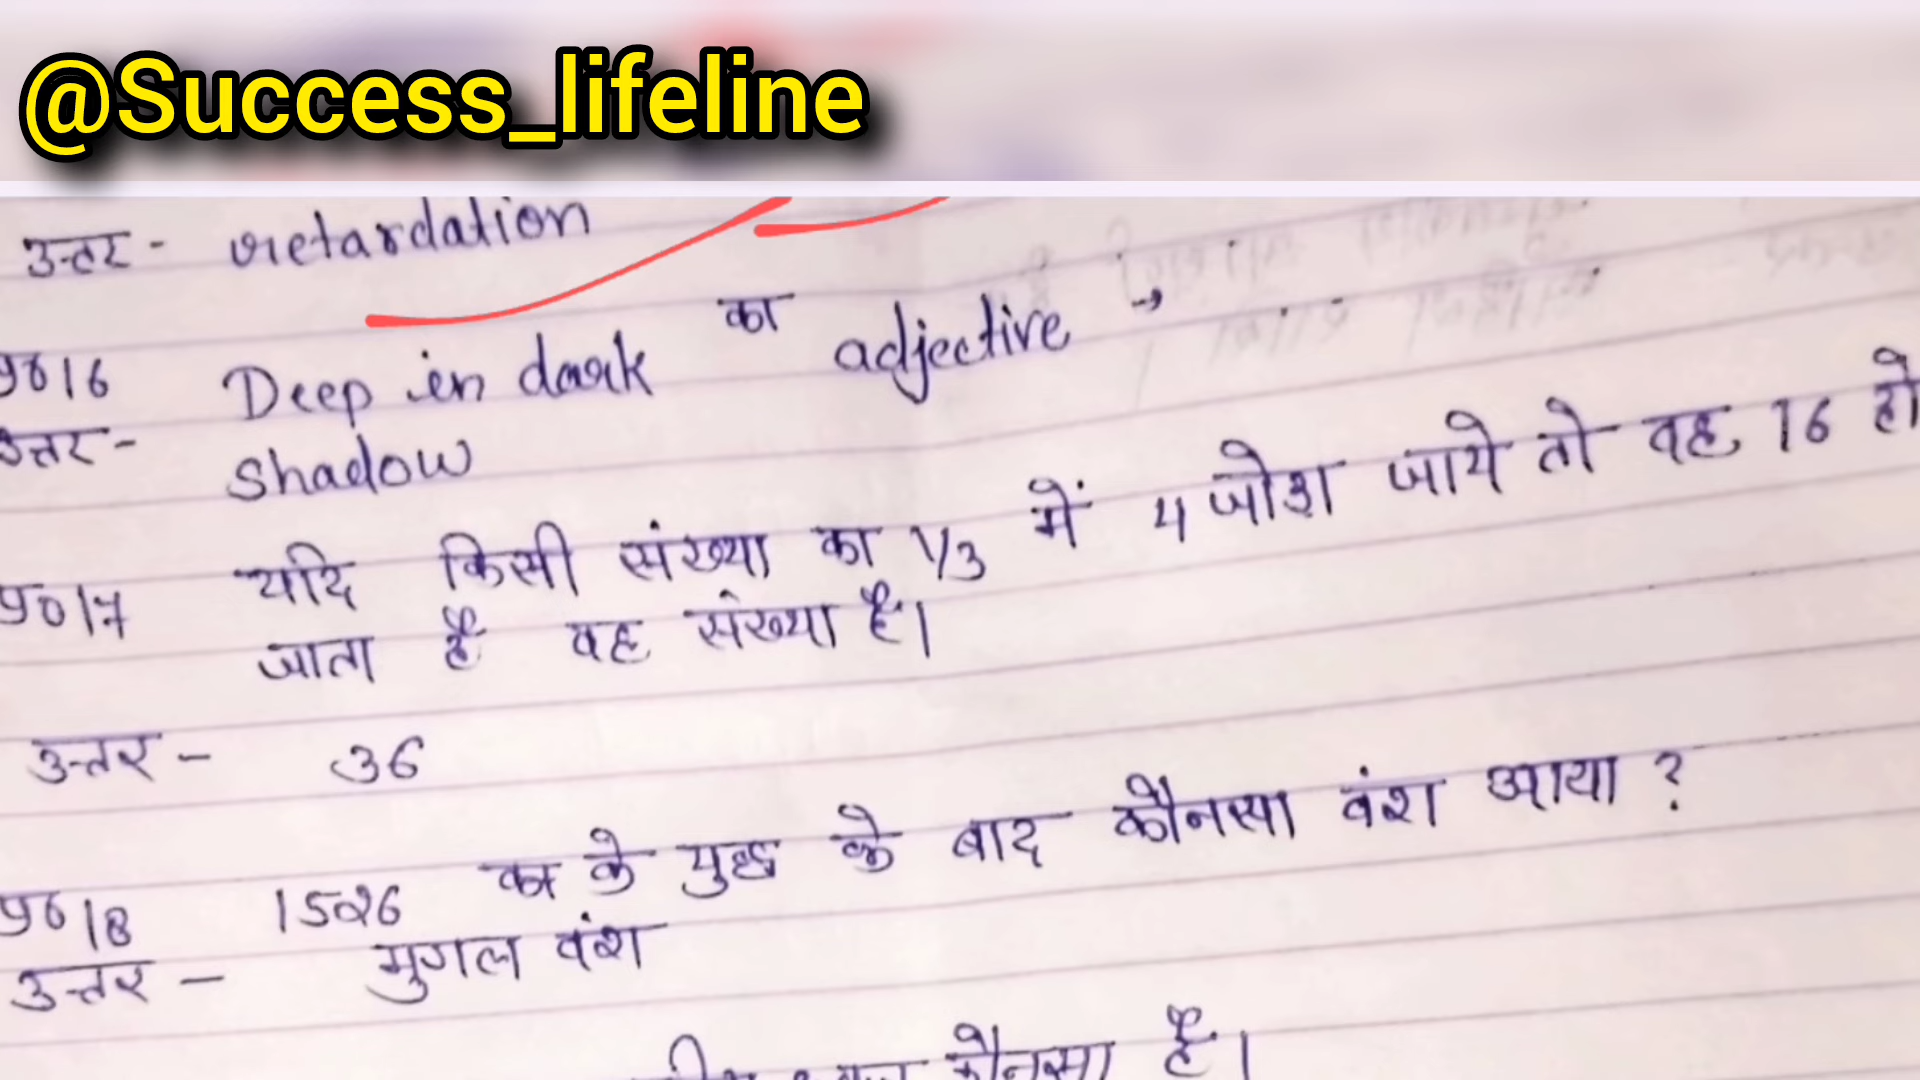 @Success_lifeline
उत्तर - retardation
प्र०16 Deep in dark का adjective →
उत्तर - shadow
प्र०17 यदि किसी संख्या का 1/3 में 4 जोड़ा जाये तो वह 16 हो
जाता है वह संख्या है।
उत्तर - 36
प्र०18 1526 के युद्ध के बाद कौनसा वंश आया ?
उत्तर - मुगल वंश
कौनसा है।